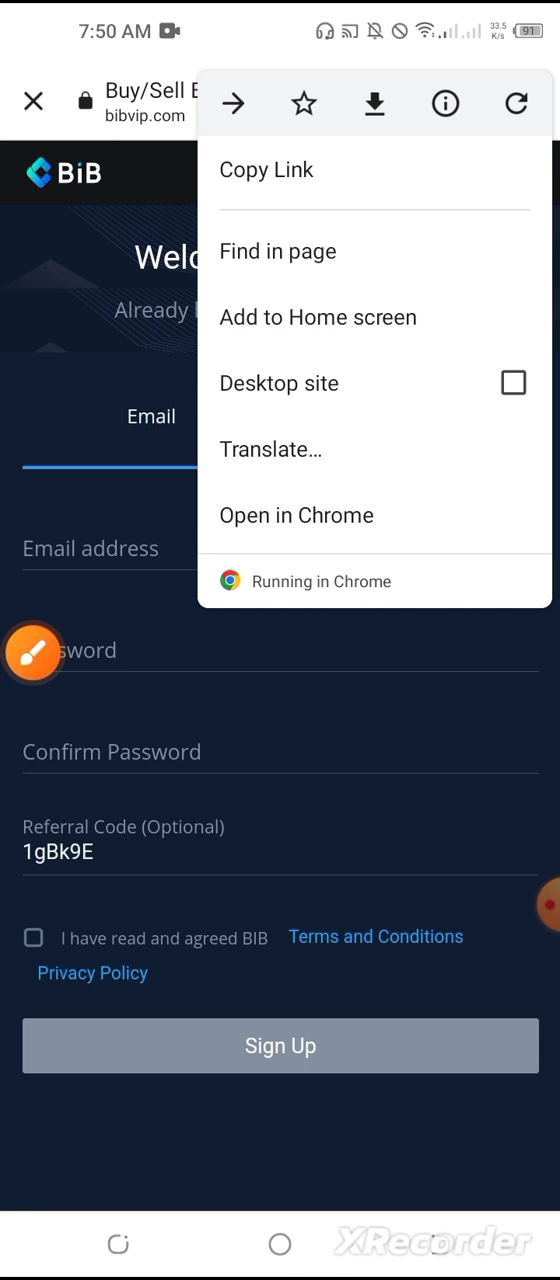 7:50 AM
33.5
K/s
91
Buy/Sell
bibvip.com
BiB
Copy Link
Find in page
Add to Home screen
Desktop site
Translate…
Open in Chrome
Running in Chrome
Welc
Already
Email
Email address
sword
Confirm Password
Referral Code (Optional)
1gBk9E
I have read and agreed BIB Terms and Conditions
Privacy Policy
Sign Up
XRecorder